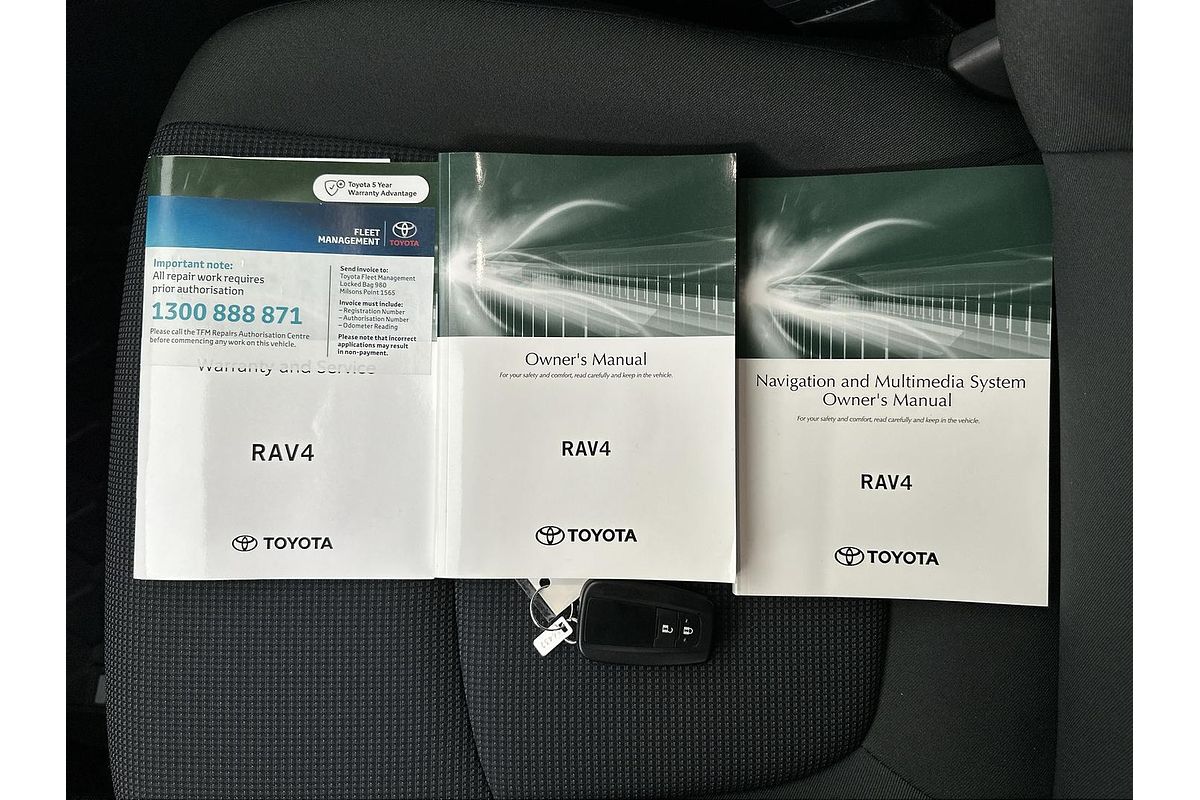 Toyota 5 Year
Warranty Advantage
FLEET
MANAGEMENT
TOYOTA
Important note:
All repair work requires
prior authorisation
1300 888 871
Please call the TFM Repairs Authorisation Centre
before commencing any work on this vehicle.
Send invoice to:
Toyota Fleet Management
Locked Bag 980
Milsons Point 1565
Invoice must include:
– Registration Number
– Authorisation Number
– Odometer Reading
Please note that incorrect
applications may result
in non-payment.
Warranty and Service
RAV4
TOYOTA
Owner's Manual
For your safety and comfort, read carefully and keep in the vehicle.
RAV4
TOYOTA
Navigation and Multimedia System
Owner's Manual
For your safety and comfort, read carefully and keep in the vehicle.
RAV4
TOYOTA